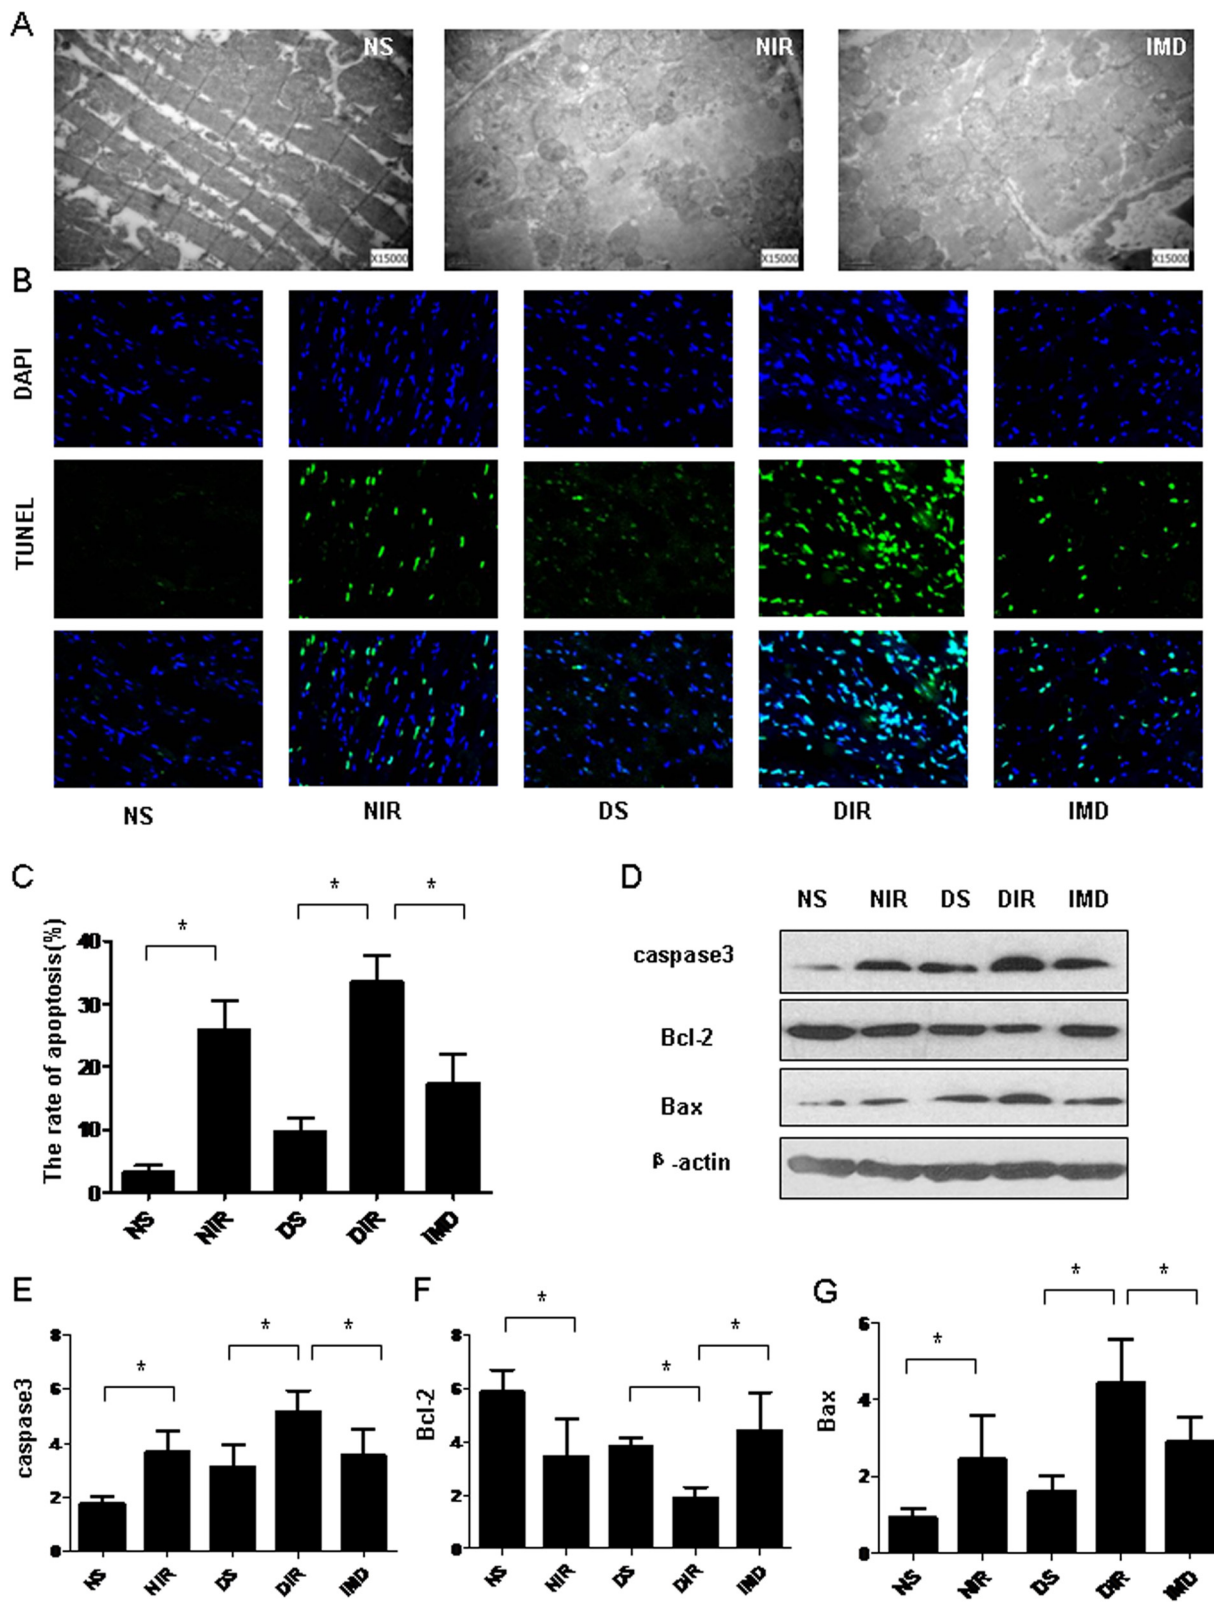 A
NS
NIR
IMD
X15000
X15000
X15000
B
DAPI
TUNEL
NS
NIR
DS
DIR
IMD
C
The rate of apoptosis(%)
40
30
20
10
0
NS
NIR
DS
DIR
IMD
*
*
*
D
NS NIR DS DIR IMD
caspase3
Bcl-2
Bax
β -actin
E
caspase3
8
6
4
2
0
NS
NIR
DS
DIR
IMD
*
*
*
F
Bcl-2
8
6
4
2
0
NS
NIR
DS
DIR
IMD
*
*
*
G
Bax
6
4
2
0
NS
NIR
DS
DIR
IMD
*
*
*